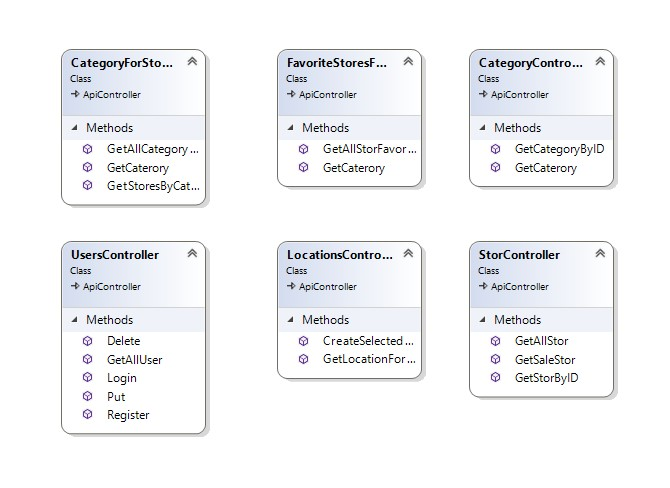 CategoryForSto...
Class
ApiController
Methods
GetAllCategory...
GetCaterory
GetStoresByCat...
FavoriteStoresF...
Class
ApiController
Methods
GetAllStorFavor...
GetCaterory
CategoryContro...
Class
ApiController
Methods
GetCategoryByID
GetCaterory
UsersController
Class
ApiController
Methods
Delete
GetAllUser
Login
Put
Register
LocationsContro...
Class
ApiController
Methods
CreateSelected...
GetLocationFor...
StorController
Class
ApiController
Methods
GetAllStor
GetSaleStor
GetStorByID